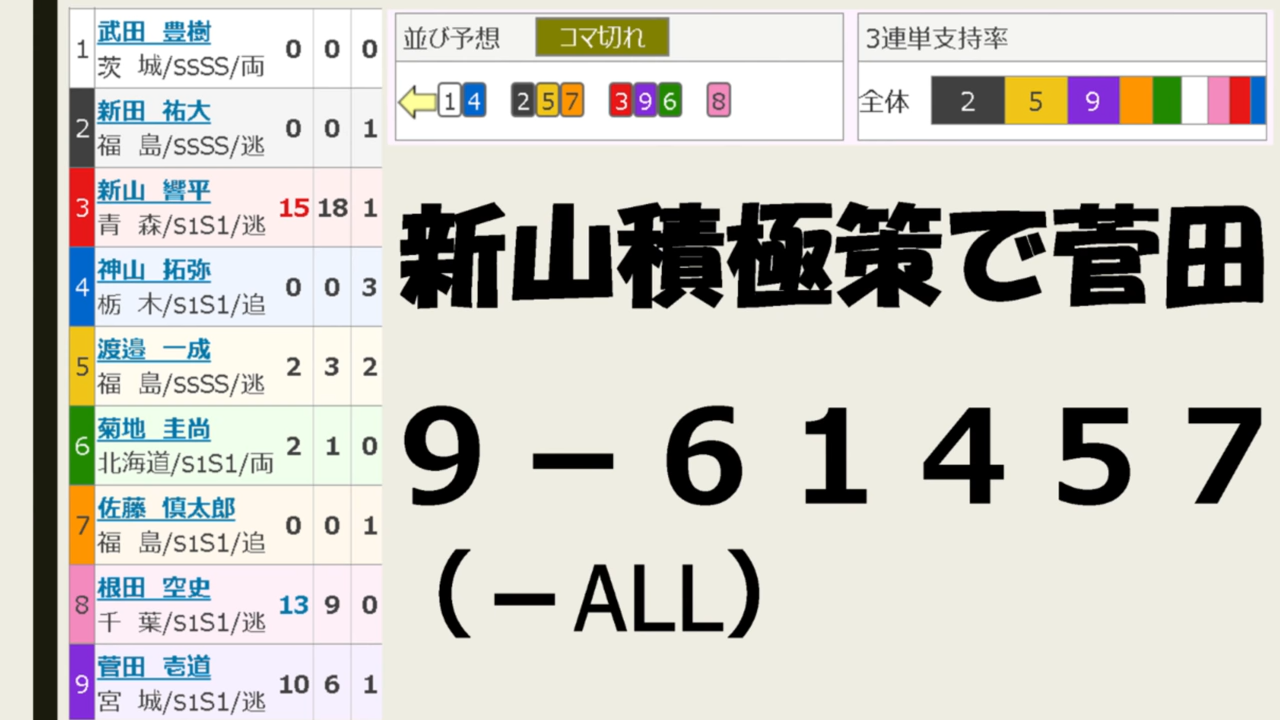 1 武田 豊樹 0 0 0
茨 城/SSSS/両
2 新田 祐大 0 0 1
福 島/SSSS/逃
3 新山 響平 15 18 1
青 森/S1S1/逃
4 神山 拓弥 0 0 3
栃 木/S1S1/追
5 渡邉 一成 2 3 2
福 島/SSSS/逃
6 菊地 圭尚 2 1 0
北海道/S1S1/両
7 佐藤 慎太郎 0 0 1
福 島/S1S1/追
8 根田 空史 13 9 0
千 葉/S1S1/逃
9 菅田 壱道 10 6 1
宮 城/S1S1/逃
並び予想 コマ切れ
1 4 2 5 7 3 9 6 8
3連単支持率
全体 2 5 9
新山積極策で菅田
9－61457
（－ALL）